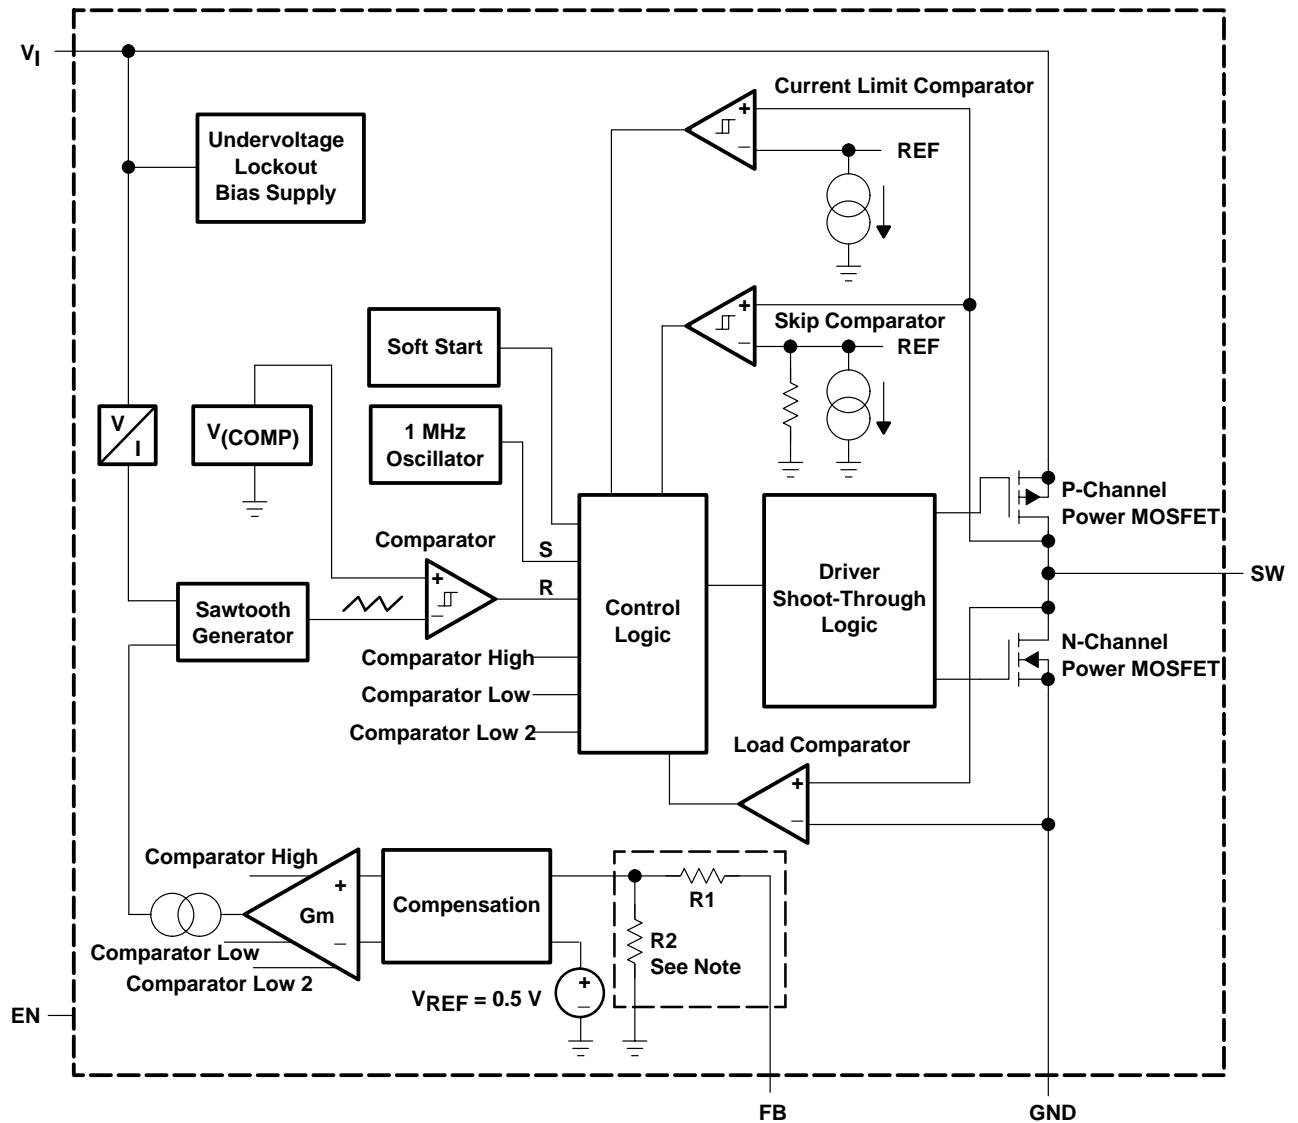 VI
Current Limit Comparator
+
–
REF
Undervoltage
Lockout
Bias Supply
Skip Comparator
+
–
REF
Soft Start
V
I
V(COMP)
1 MHz
Oscillator
P-Channel
Power MOSFET
Comparator
+
–
S
R
Sawtooth
Generator
Control
Logic
Driver
Shoot-Through
Logic
SW
N-Channel
Power MOSFET
Comparator High
Comparator Low
Comparator Low 2
Load Comparator
+
–
Comparator High
+
Gm
–
Compensation
R1
R2
See Note
Comparator Low
Comparator Low 2
VREF = 0.5 V
+
–
EN
FB
GND